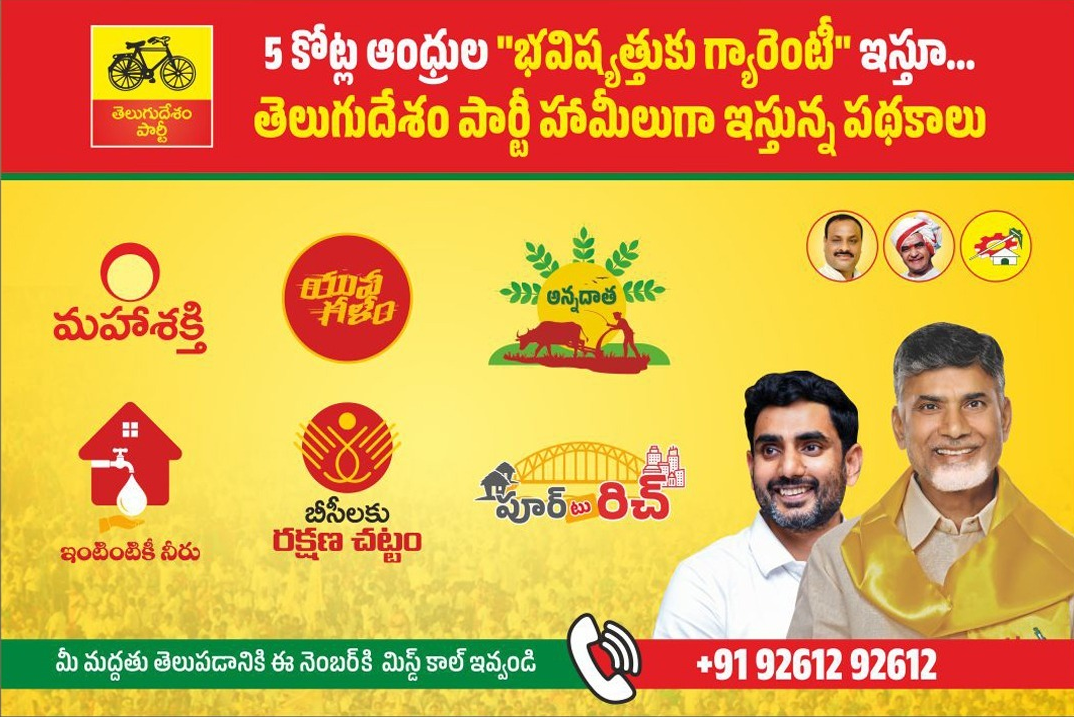 తెలుగుదేశం
పార్టీ
5 కోట్ల ఆంధ్రుల "భవిష్యత్తుకు గ్యారెంటీ" ఇస్తూ...
తెలుగుదేశం పార్టీ హామీలుగా ఇస్తున్న పథకాలు
మహాశక్తి
యువ
గళం
అన్నదాత
ఇంటింటికీ నీరు
బీసీలకు
రక్షణ చట్టం
పూర్ టు రిచ్
మీ మద్దతు తెలుపడానికి ఈ నెంబర్‌కి మిస్డ్ కాల్ ఇవ్వండి
+91 92612 92612